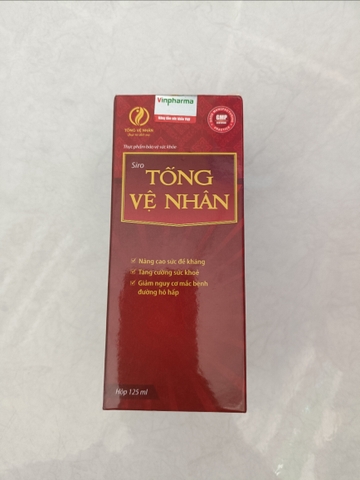 Vinpharma
TỐNG VỆ NHÂN
GMP
Thực phẩm bảo vệ sức khỏe
Siro
TỐNG
VỆ NHÂN
Nâng cao sức đề kháng
Tăng cường sức khoẻ
Giảm nguy cơ mắc bệnh
đường hô hấp
Hộp 125 ml